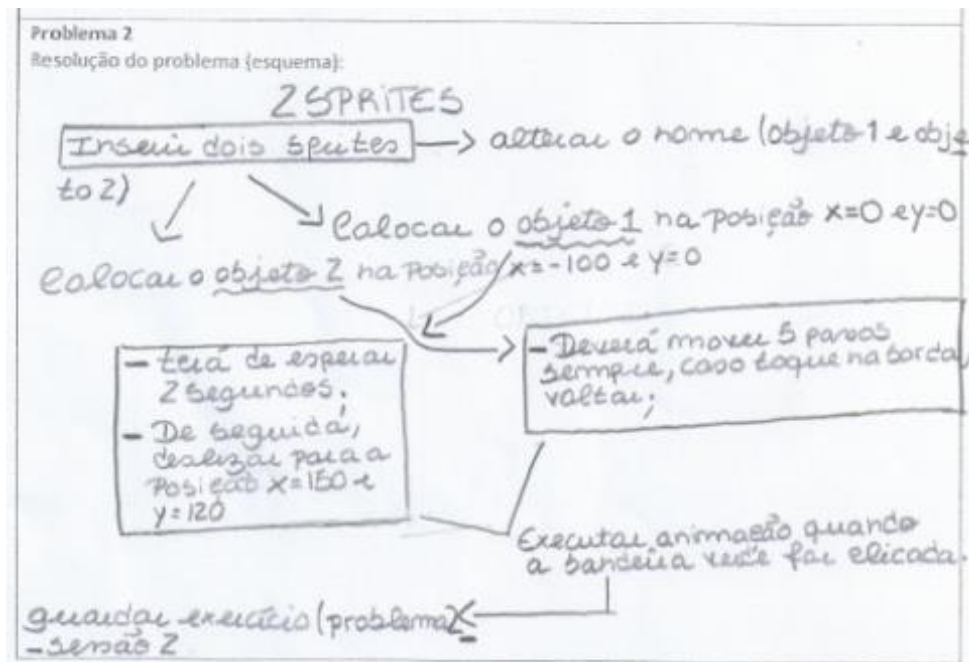 Problema 2
Resolução do problema (esquema):
2 SPRITES
Inserir dois sprites → alterar o nome (objeto 1 e obje
to 2)
Colocar o objeto 1 na posição x=0 e y=0
Colocar o objeto 2 na posição x=-100 e y=0
- terá de esperar
2 segundos;
- De seguida,
deslizar para a
posição x=150 e
y=120
- Deverá mover 5 passos
sempre, caso toque na borda,
voltar;
Executar animação quando
a bandeira verde for clicada.
guardar exercício (problema 2
- sessão 2